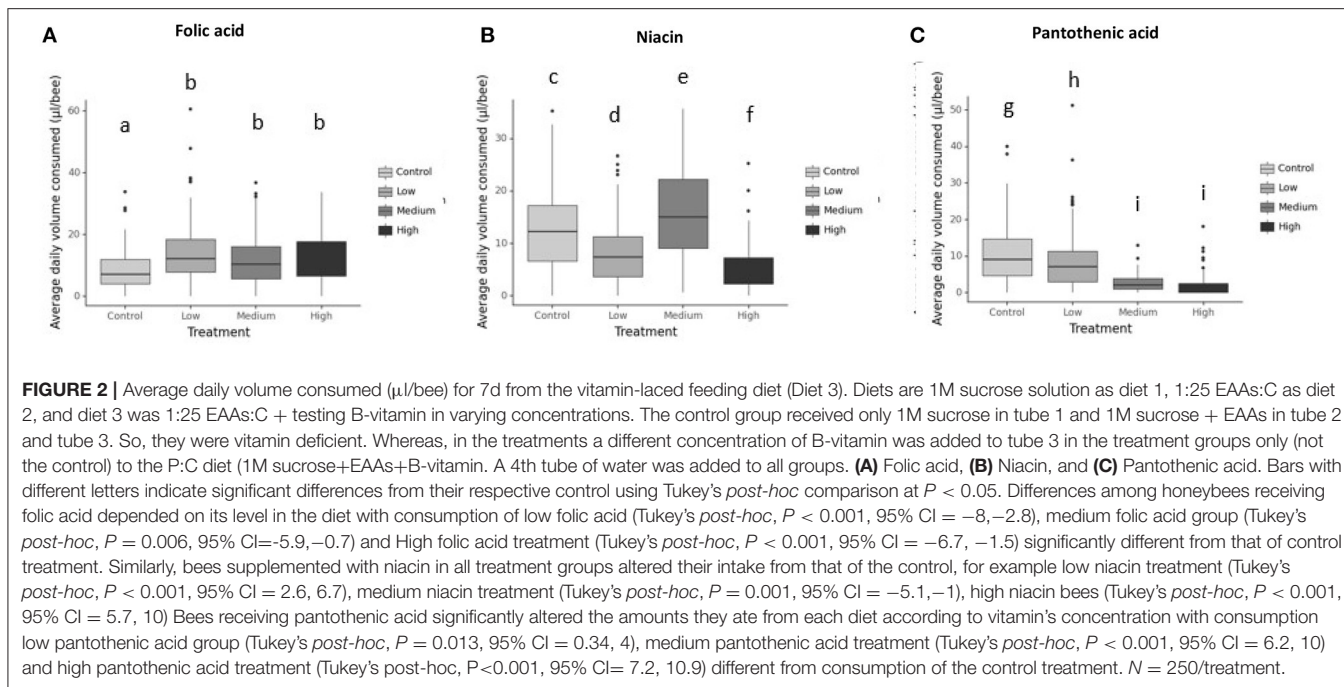 A
Folic acid
a
b
b
b
Average daily volume consumed (µl/bee)
60
40
20
0
Control
Low
Medium
High
Treatment
Control
Low
Medium
High
B
Niacin
c
d
e
f
Average daily volume consumed (µl/bee)
30
20
10
0
Control
Low
Medium
High
Treatment
Control
Low
Medium
High
C
Pantothenic acid
g
h
i
i
Average daily volume consumed (µl/bee)
50
40
30
20
10
0
Control
Low
Medium
High
Treatment
Control
Low
Medium
High
FIGURE 2 | Average daily volume consumed (µl/bee) for 7d from the vitamin-laced feeding diet (Diet 3). Diets are 1M sucrose solution as diet 1, 1:25 EAAs:C as diet
2, and diet 3 was 1:25 EAAs:C + testing B-vitamin in varying concentrations. The control group received only 1M sucrose in tube 1 and 1M sucrose + EAAs in tube 2
and tube 3. So, they were vitamin deficient. Whereas, in the treatments a different concentration of B-vitamin was added to tube 3 in the treatment groups only (not
the control) to the P:C diet (1M sucrose+EAAs+B-vitamin. A 4th tube of water was added to all groups. (A) Folic acid, (B) Niacin, and (C) Pantothenic acid. Bars with
different letters indicate significant differences from their respective control using Tukey's post-hoc comparison at P < 0.05. Differences among honeybees receiving
folic acid depended on its level in the diet with consumption of low folic acid (Tukey's post-hoc, P < 0.001, 95% CI = −8,−2.8), medium folic acid group (Tukey's
post-hoc, P = 0.006, 95% CI=-5.9,−0.7) and High folic acid treatment (Tukey's post-hoc, P < 0.001, 95% CI = −6.7, −1.5) significantly different from that of control
treatment. Similarly, bees supplemented with niacin in all treatment groups altered their intake from that of the control, for example low niacin treatment (Tukey's
post-hoc, P < 0.001, 95% CI = 2.6, 6.7), medium niacin treatment (Tukey's post-hoc, P = 0.001, 95% CI = −5.1,−1), high niacin bees (Tukey's post-hoc, P < 0.001,
95% CI = 5.7, 10) Bees receiving pantothenic acid significantly altered the amounts they ate from each diet according to vitamin's concentration with consumption
low pantothenic acid group (Tukey's post-hoc, P = 0.013, 95% CI = 0.34, 4), medium pantothenic acid treatment (Tukey's post-hoc, P < 0.001, 95% CI = 6.2, 10)
and high pantothenic acid treatment (Tukey's post-hoc, P<0.001, 95% CI= 7.2, 10.9) different from consumption of the control treatment. N = 250/treatment.